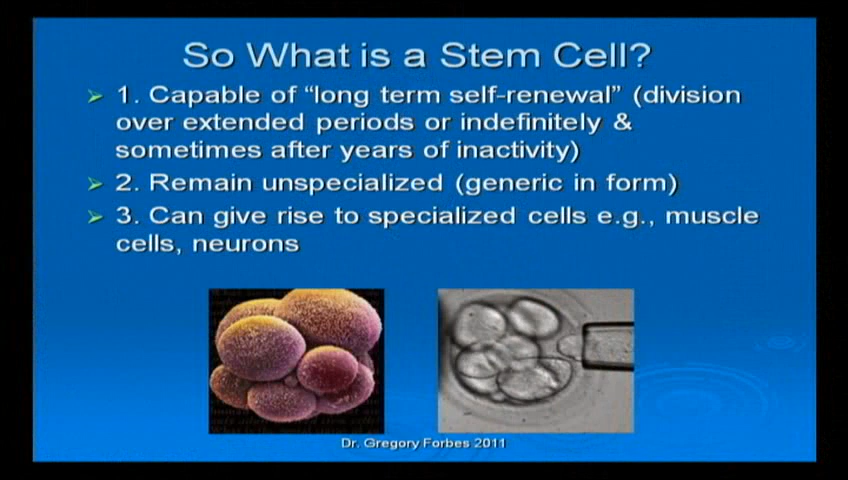 So What is a Stem Cell?
1. Capable of “long term self-renewal” (division
over extended periods or indefinitely &
sometimes after years of inactivity)
2. Remain unspecialized (generic in form)
3. Can give rise to specialized cells e.g., muscle
cells, neurons
Dr. Gregory Forbes 2011